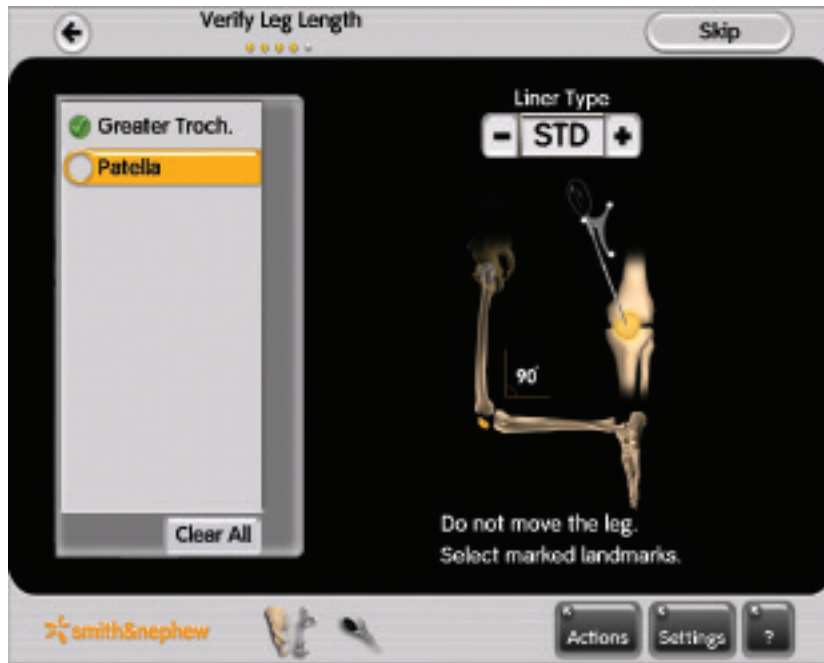 Verify Leg Length
Skip
Greater Troch.
Patella
Clear All
Liner Type
- STD +
90°
Do not move the leg.
Select marked landmarks.
smith&nephew
Actions
Settings
?